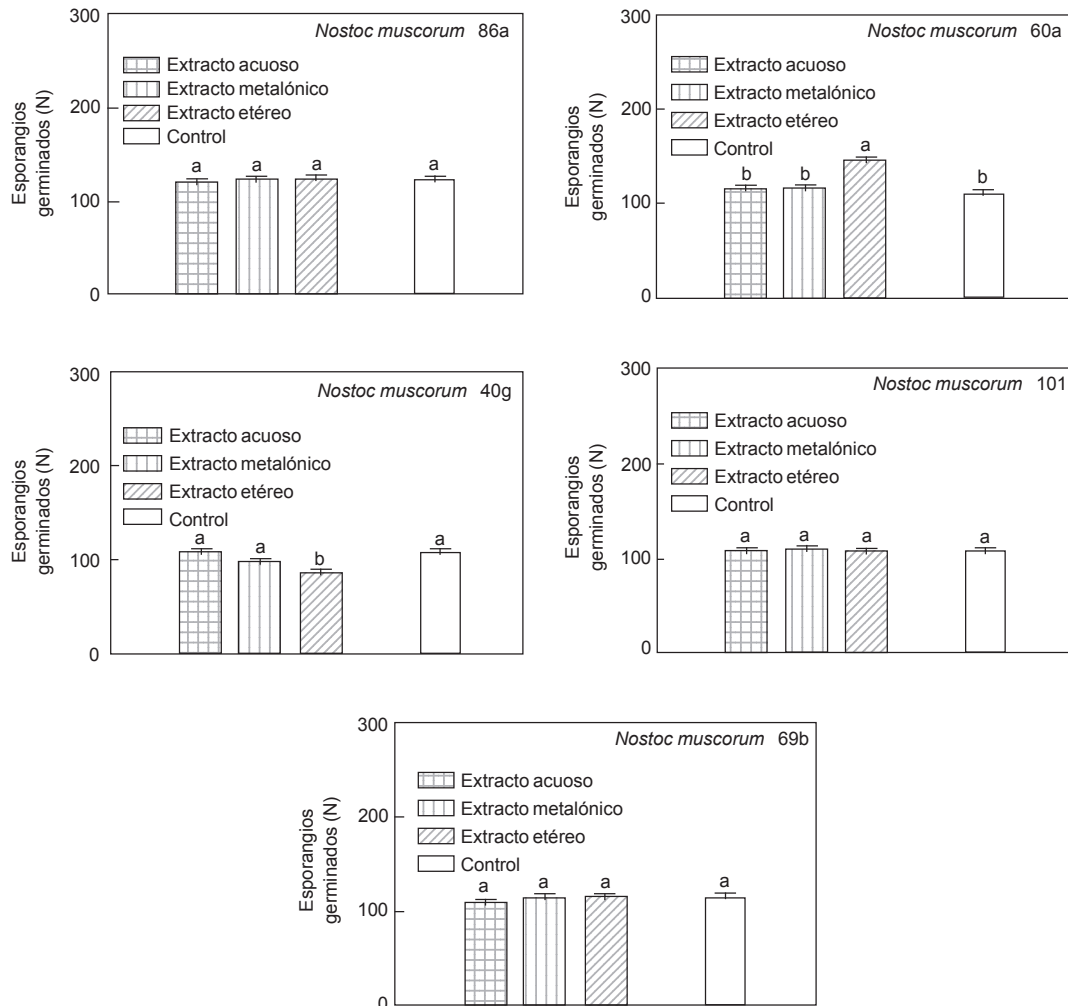 300
Nostoc muscorum 86a
Extracto acuoso
Extracto metalónico
Extracto etéreo
Control
200
100
0
Esporangios
germinados (N)
a a a a
300
Nostoc muscorum 60a
Extracto acuoso
Extracto metalónico
Extracto etéreo
Control
200
100
0
Esporangios
germinados (N)
b b a b
300
Nostoc muscorum 40g
Extracto acuoso
Extracto metalónico
Extracto etéreo
Control
200
100
0
Esporangios
germinados (N)
a a b a
300
Nostoc muscorum 101
Extracto acuoso
Extracto metalónico
Extracto etéreo
Control
200
100
0
Esporangios
germinados (N)
a a a a
300
Nostoc muscorum 69b
Extracto acuoso
Extracto metalónico
Extracto etéreo
Control
200
100
0
Esporangios
germinados (N)
a a a a